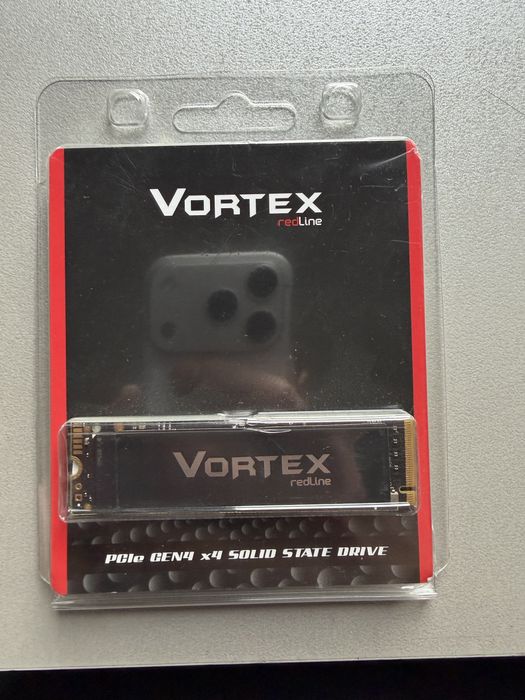 VORTEX
redLine
VORTEX
redLine
PCIe GEN4 x4 SOLID STATE DRIVE